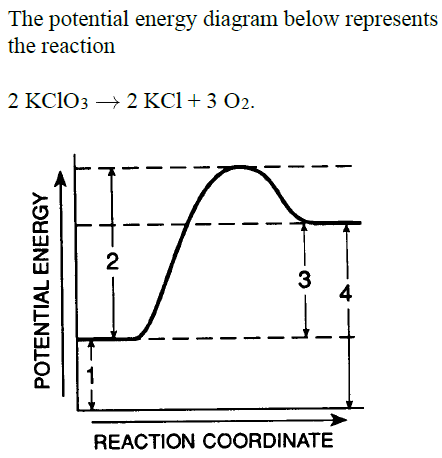 The potential energy diagram below represents
the reaction
2 KClO3 → 2 KCl + 3 O2.
POTENTIAL ENERGY
2
3
4
1
REACTION COORDINATE